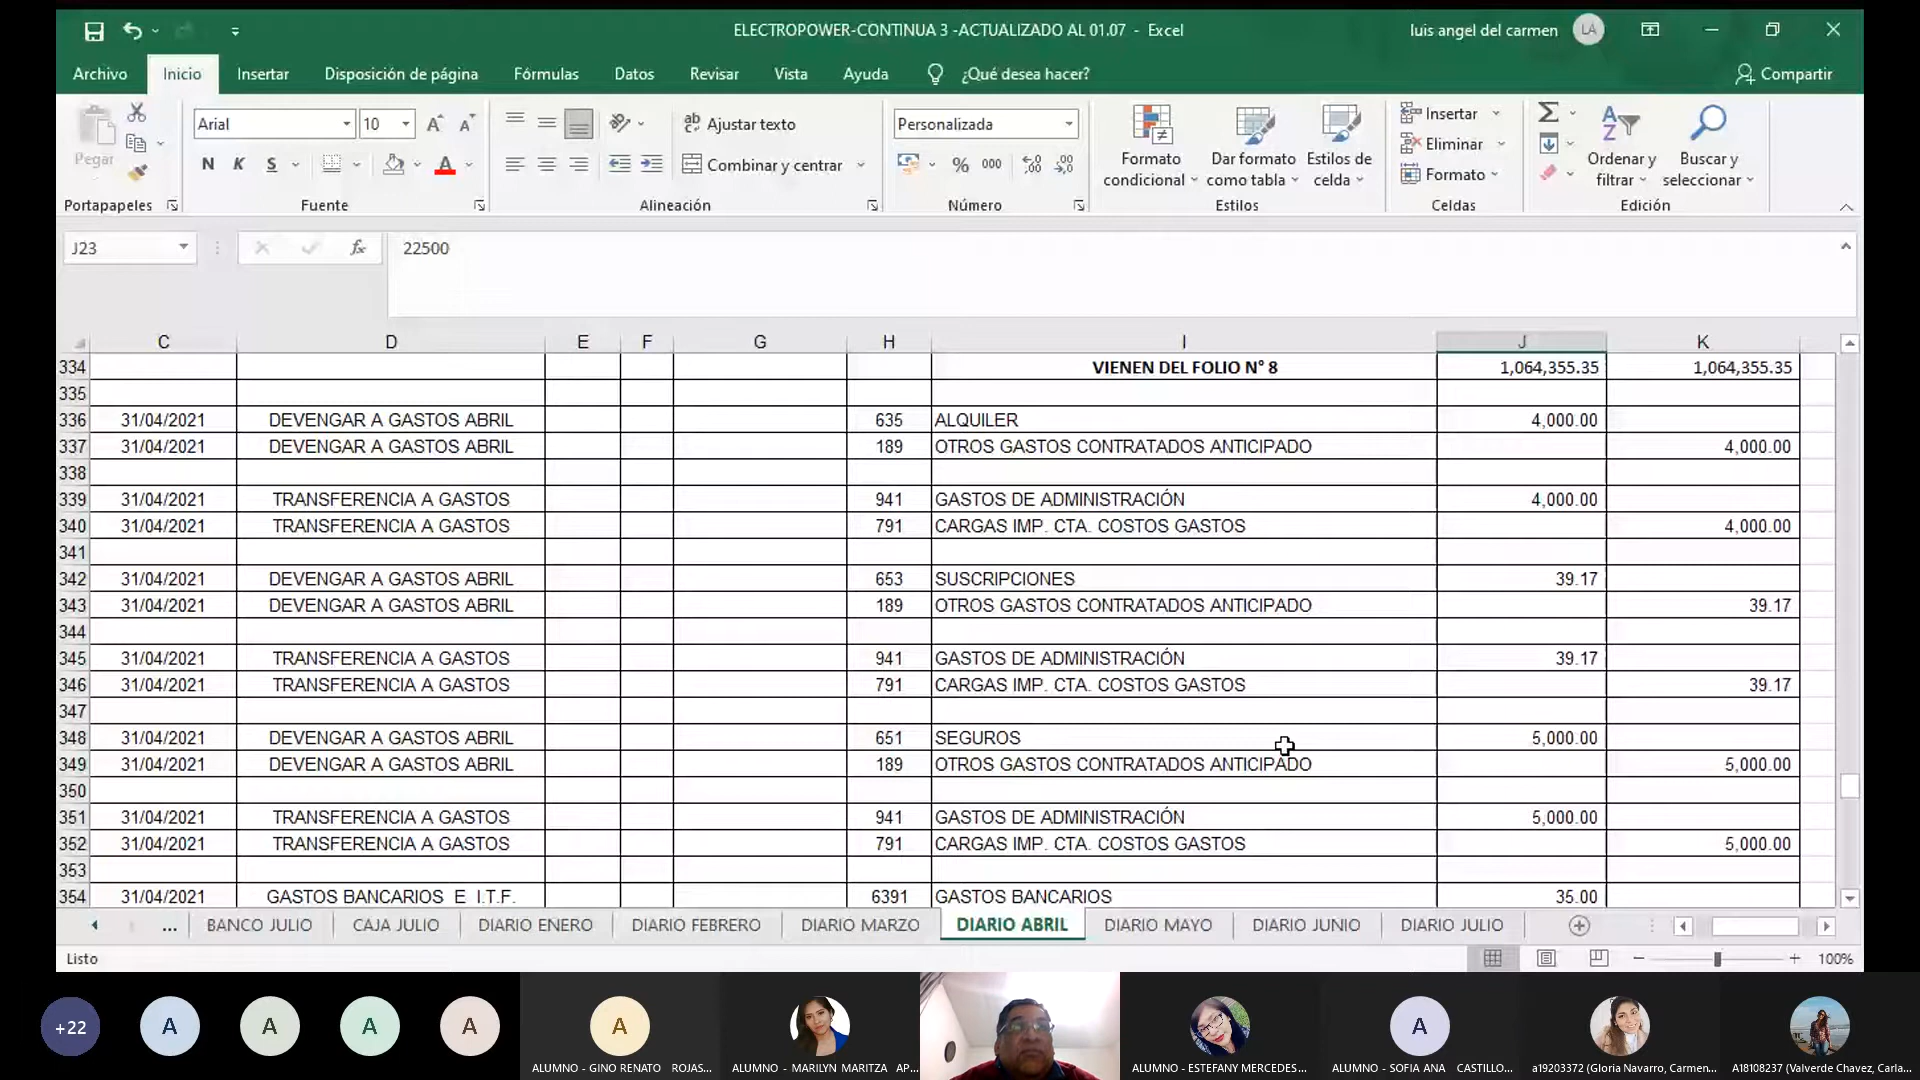 ELECTROPOWER-CONTINUA 3 -ACTUALIZADO AL 01.07 - Excel
luis angel del carmen LA
Archivo Inicio Insertar Disposición de página Fórmulas Datos Revisar Vista Ayuda ¿Qué desea hacer? Compartir
Pegar
Arial 10
N K S
Ajustar texto
Combinar y centrar
Personalizada
% 000
Formato condicional
Dar formato como tabla
Estilos de celda
Insertar
Eliminar
Formato
Ordenar y filtrar
Buscar y seleccionar
Portapapeles Fuente Alineación Número Estilos Celdas Edición
J23 fx 22500
C D E F G H I J K
334 VIENEN DEL FOLIO N° 8 1,064,355.35 1,064,355.35
335
336 31/04/2021 DEVENGAR A GASTOS ABRIL 635 ALQUILER 4,000.00
337 31/04/2021 DEVENGAR A GASTOS ABRIL 189 OTROS GASTOS CONTRATADOS ANTICIPADO 4,000.00
338
339 31/04/2021 TRANSFERENCIA A GASTOS 941 GASTOS DE ADMINISTRACIÓN 4,000.00
340 31/04/2021 TRANSFERENCIA A GASTOS 791 CARGAS IMP. CTA. COSTOS GASTOS 4,000.00
341
342 31/04/2021 DEVENGAR A GASTOS ABRIL 653 SUSCRIPCIONES 39.17
343 31/04/2021 DEVENGAR A GASTOS ABRIL 189 OTROS GASTOS CONTRATADOS ANTICIPADO 39.17
344
345 31/04/2021 TRANSFERENCIA A GASTOS 941 GASTOS DE ADMINISTRACIÓN 39.17
346 31/04/2021 TRANSFERENCIA A GASTOS 791 CARGAS IMP. CTA. COSTOS GASTOS 39.17
347
348 31/04/2021 DEVENGAR A GASTOS ABRIL 651 SEGUROS 5,000.00
349 31/04/2021 DEVENGAR A GASTOS ABRIL 189 OTROS GASTOS CONTRATADOS ANTICIPADO 5,000.00
350
351 31/04/2021 TRANSFERENCIA A GASTOS 941 GASTOS DE ADMINISTRACIÓN 5,000.00
352 31/04/2021 TRANSFERENCIA A GASTOS 791 CARGAS IMP. CTA. COSTOS GASTOS 5,000.00
353
354 31/04/2021 GASTOS BANCARIOS E I.T.F. 6391 GASTOS BANCARIOS 35.00
... BANCO JULIO CAJA JULIO DIARIO ENERO DIARIO FEBRERO DIARIO MARZO DIARIO ABRIL DIARIO MAYO DIARIO JUNIO DIARIO JULIO
Listo 100%
+22 A A A A A A
ALUMNO - GINO RENATO ROJAS... ALUMNO - MARILYN MARITZA AP... ALUMNO - ESTEFANY MERCEDES... ALUMNO - SOFIA ANA CASTILLO... a19203372 (Gloria Navarro, Carmen... A18108237 (Valverde Chavez, Carla...